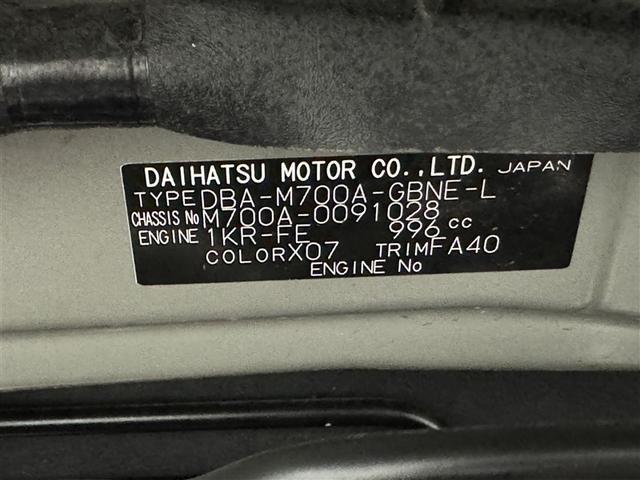 DAIHATSU MOTOR CO.,LTD. JAPAN
TYPE DBA-M700A-GBNE-L
CHASSIS No M700A-0091028
ENGINE 1KR-FE 996 cc
COLOR X07 TRIM FA40
ENGINE No